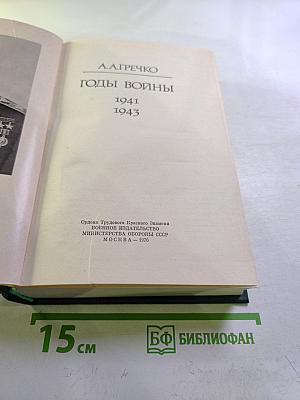 А.А.ГРЕЧКО
ГОДЫ ВОЙНЫ
1941
1943
Ордена Трудового Красного Знамени
ВОЕННОЕ ИЗДАТЕЛЬСТВО
МИНИСТЕРСТВА ОБОРОНЫ СССР
МОСКВА—1976
15 см
БФ БИБЛИОФАН